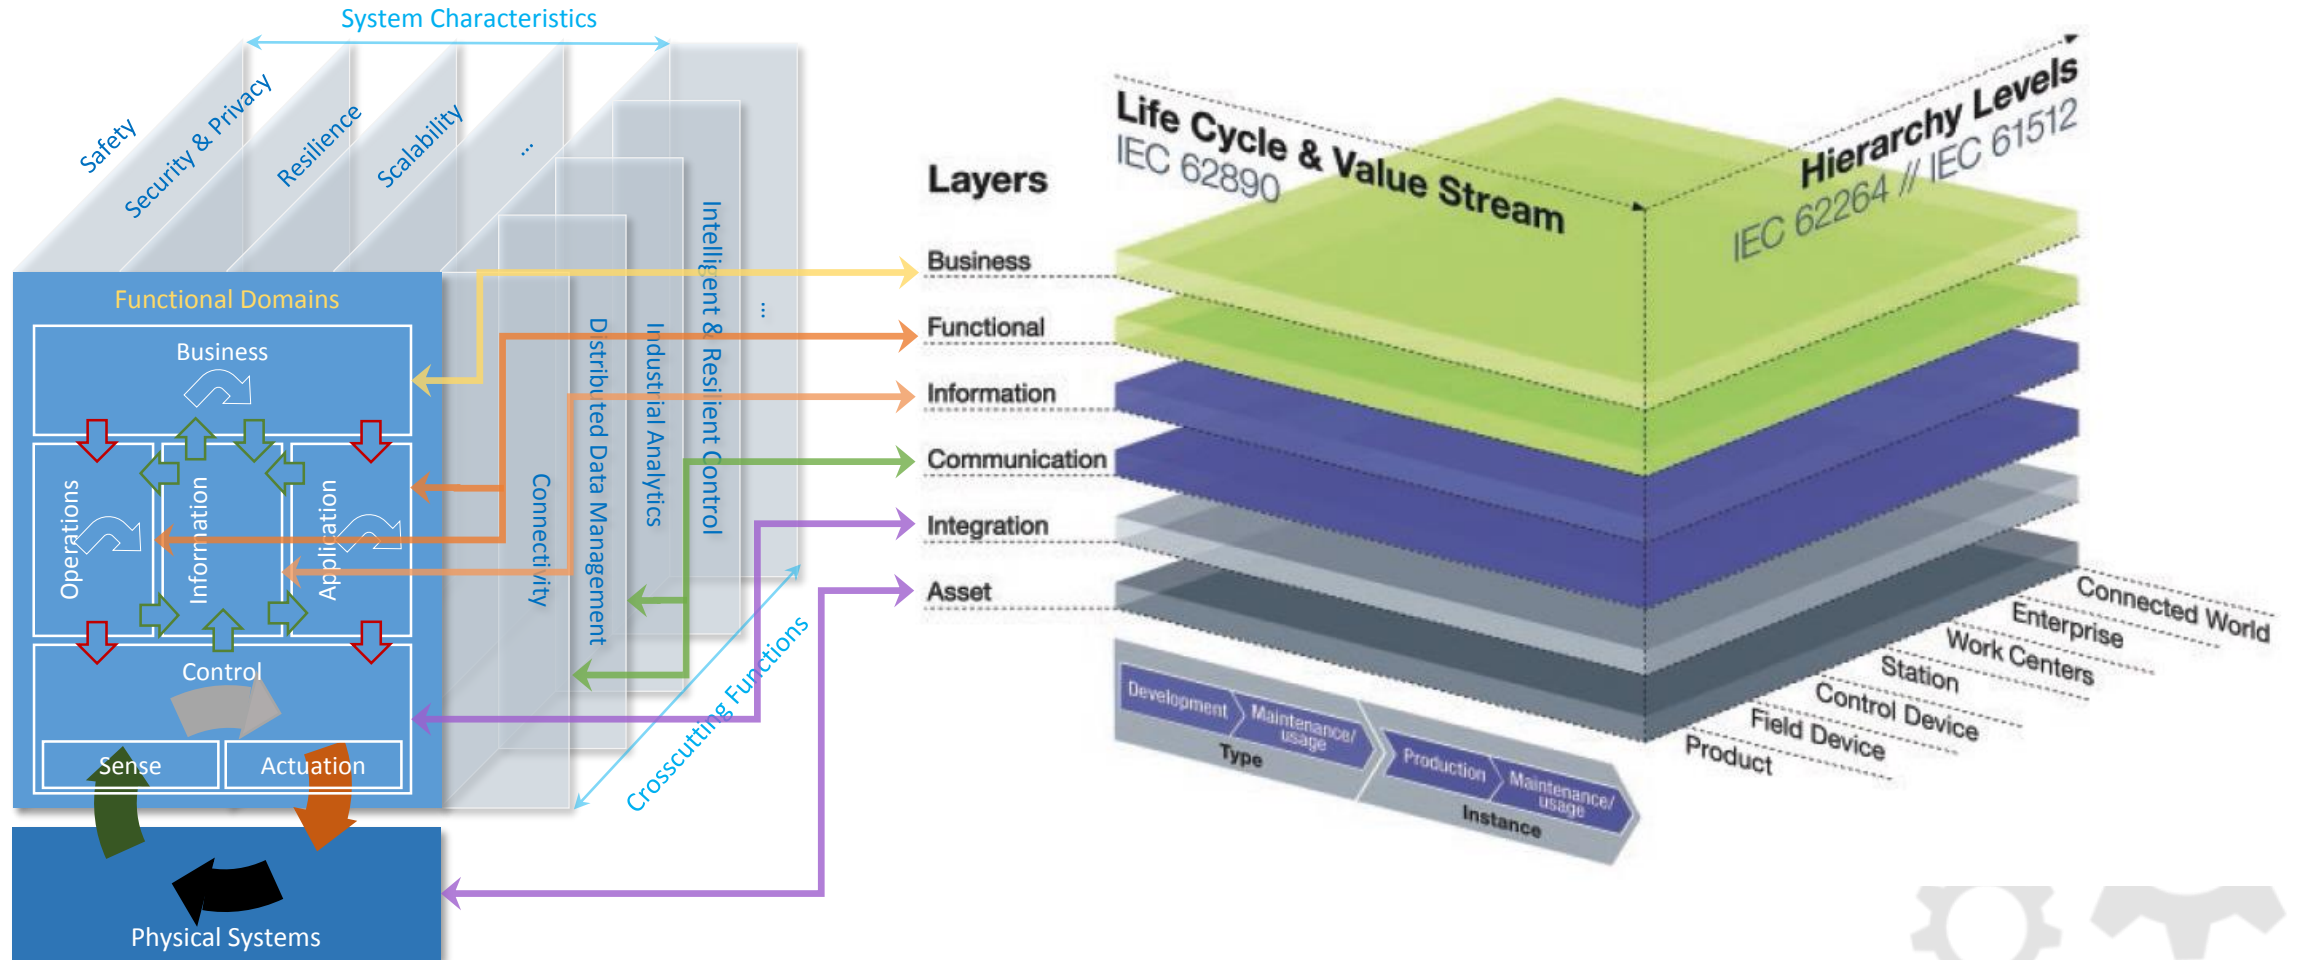 System Characteristics
Safety
Security & Privacy
Resilience
Scalability
...
Functional Domains
Business
Operations
Information
Application
Control
Sense
Actuation
Physical Systems
Connectivity
Distributed Data Management
Industrial Analytics
Intelligent & Resilient Control
...
Crosscutting Functions
Layers
Business
Functional
Information
Communication
Integration
Asset
Life Cycle & Value Stream
IEC 62890
Hierarchy Levels
IEC 62264 // IEC 61512
Connected World
Enterprise
Work Centers
Station
Control Device
Field Device
Product
Development
Maintenance/
usage
Type
Production
Maintenance/
usage
Instance